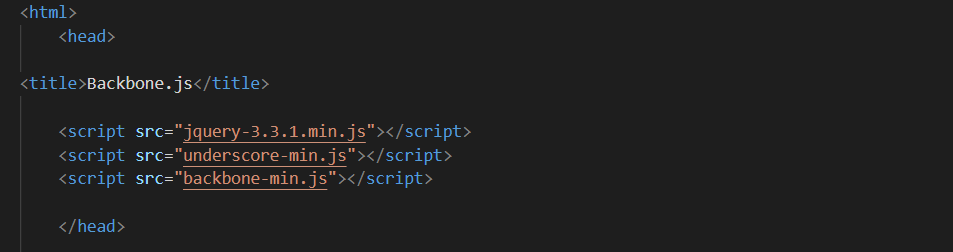 <html>
<head>
<title>Backbone.js</title>
<script src="jquery-3.3.1.min.js"></script>
<script src="underscore-min.js"></script>
<script src="backbone-min.js"></script>
</head>